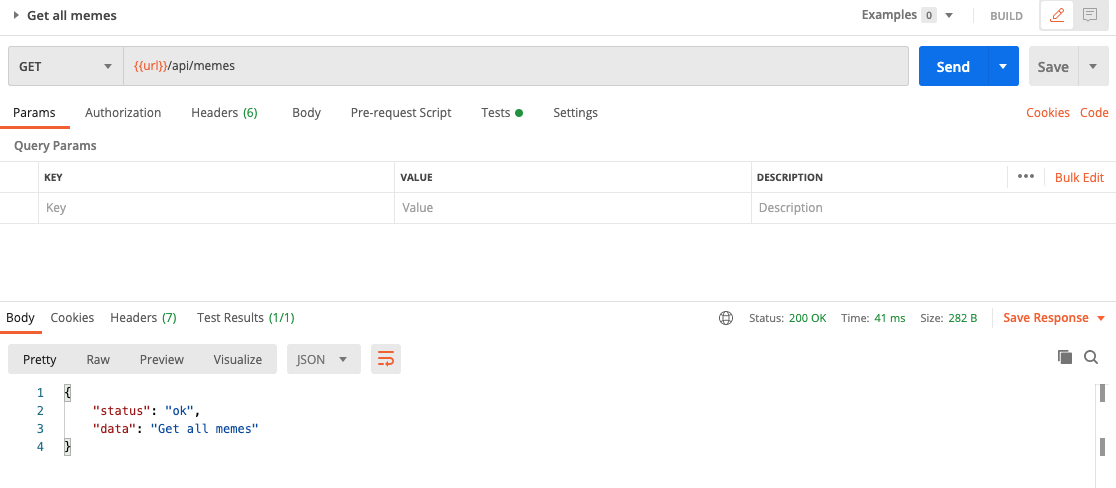 Get all memes Examples 0 BUILD
GET {{url}}/api/memes Send Save
Params Authorization Headers (6) Body Pre-request Script Tests Settings Cookies Code
Query Params
KEY VALUE DESCRIPTION ••• Bulk Edit
Key Value Description
Body Cookies Headers (7) Test Results (1/1) Status: 200 OK Time: 41 ms Size: 282 B Save Response
Pretty Raw Preview Visualize JSON
1 {
2 "status": "ok",
3 "data": "Get all memes"
4 }